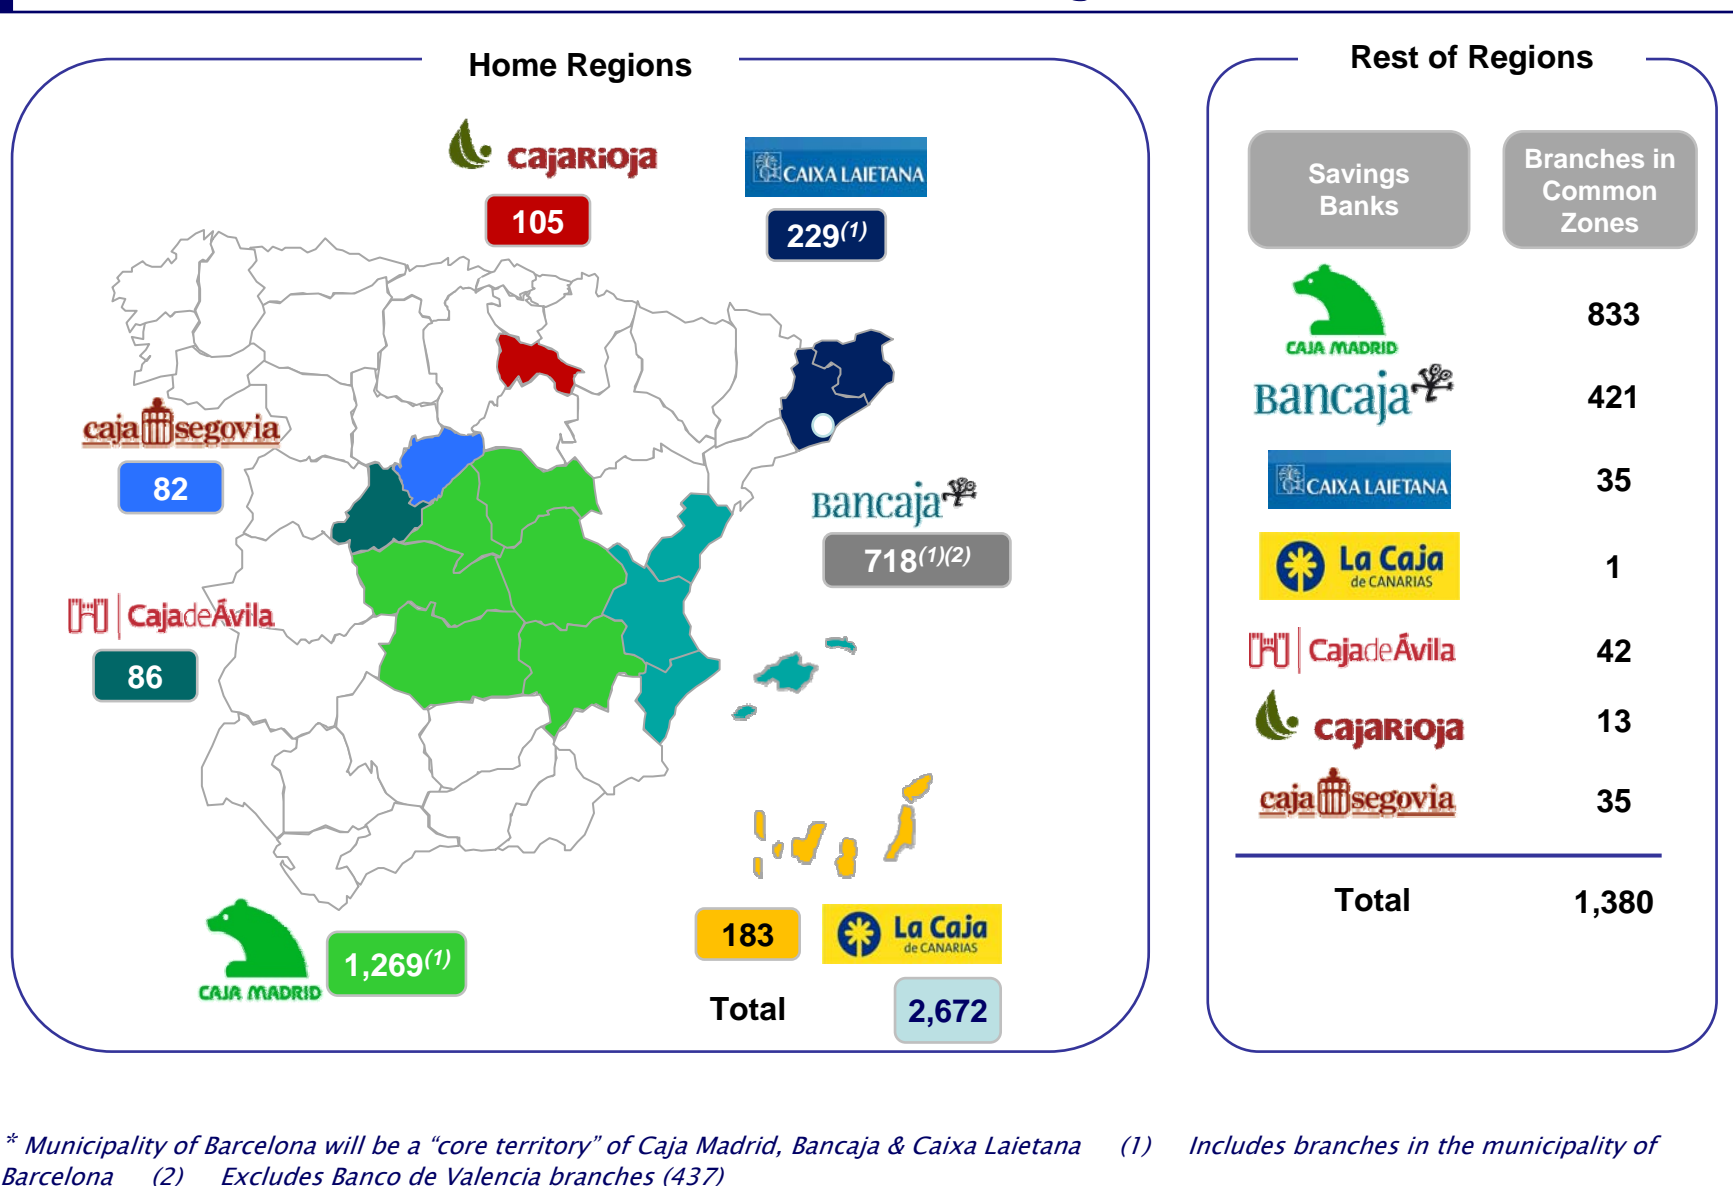 Home Regions
cajaRioja
105
CAIXA LAIETANA
229(1)
caja segovia
82
Bancaja
718(1)(2)
CajadeÁvila
86
CAJA MADRID
1,269(1)
183
La Caja
de CANARIAS
Total
2,672
Rest of Regions
Savings
Banks
Branches in
Common
Zones
CAJA MADRID
833
Bancaja
421
CAIXA LAIETANA
35
La Caja
de CANARIAS
1
CajadeÁvila
42
cajaRioja
13
caja segovia
35
Total
1,380
* Municipality of Barcelona will be a “core territory” of Caja Madrid, Bancaja & Caixa Laietana (1) Includes branches in the municipality of
Barcelona (2) Excludes Banco de Valencia branches (437)